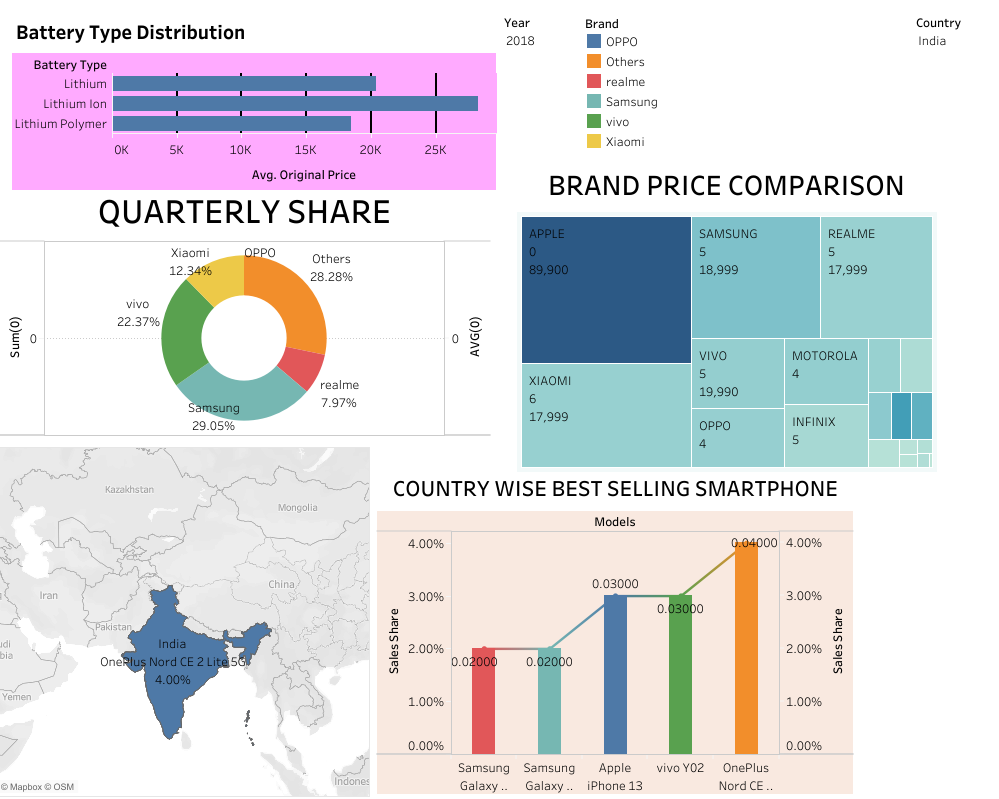 Battery Type Distribution
Battery Type
Lithium
Lithium Ion
Lithium Polymer
0K 5K 10K 15K 20K 25K
Avg. Original Price
Year
2018
Brand
OPPO
Others
realme
Samsung
vivo
Xiaomi
Country
India
QUARTERLY SHARE
Sum(0)
0
Xiaomi
12.34%
OPPO
Others
28.28%
vivo
22.37%
realme
7.97%
Samsung
29.05%
0
AVG(0)
BRAND PRICE COMPARISON
APPLE
0
89,900
SAMSUNG
5
18,999
REALME
5
17,999
XIAOMI
6
17,999
VIVO
5
19,990
MOTOROLA
4
OPPO
4
INFINIX
5
Kazakhstan
Mongolia
China
Iran
Pakistan
udi
bia
Yemen
India
OnePlus Nord CE 2 Lite 5G
4.00%
Indones
© Mapbox © OSM
COUNTRY WISE BEST SELLING SMARTPHONE
Models
Sales Share
4.00%
3.00%
2.00%
1.00%
0.00%
0.02000
0.02000
0.03000
0.03000
0.04000
4.00%
3.00%
2.00%
1.00%
0.00%
Sales Share
Samsung
Galaxy ..
Samsung
Galaxy ..
Apple
iPhone 13
vivo Y02
OnePlus
Nord CE ..